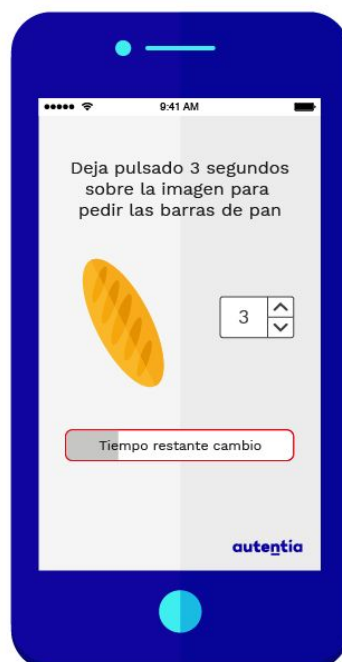 9:41 AM
Deja pulsado 3 segundos
sobre la imagen para
pedir las barras de pan
3
Tiempo restante cambio
autentia